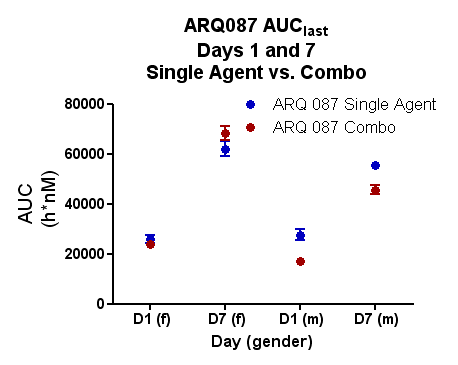 ARQ087 AUClast
Days 1 and 7
Single Agent vs. Combo
ARQ 087 Single Agent
ARQ 087 Combo
80000
60000
40000
20000
0
AUC
(h*nM)
D1 (f) D7 (f) D1 (m) D7 (m)
Day (gender)